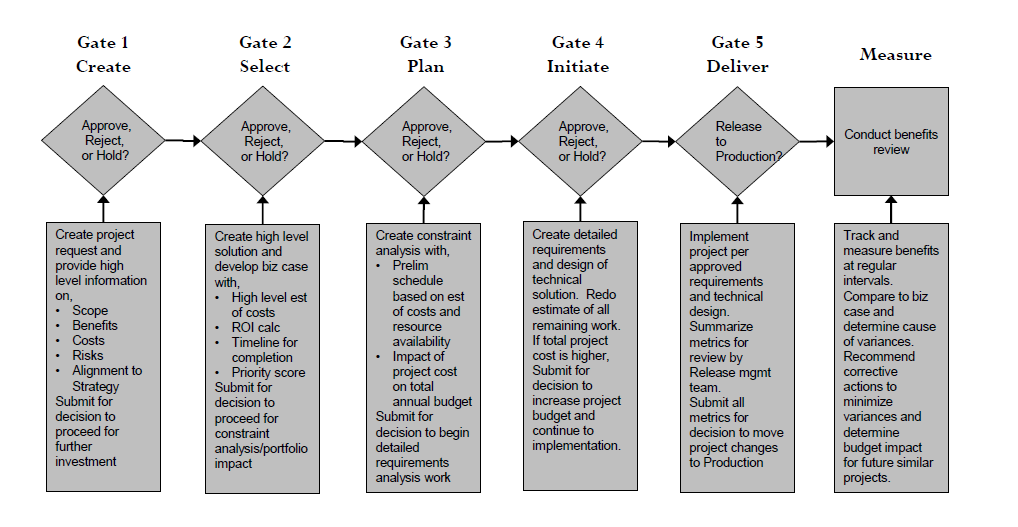 Gate 1
Create
Gate 2
Select
Gate 3
Plan
Gate 4
Initiate
Gate 5
Deliver
Measure
Approve,
Reject,
or Hold?
Approve,
Reject,
or Hold?
Approve,
Reject,
or Hold?
Approve,
Reject,
or Hold?
Release
to
Production?
Conduct benefits
review
Create project
request and
provide high
level information
on,
• Scope
• Benefits
• Costs
• Risks
• Alignment to
Strategy
Submit for
decision to
proceed for
further
investment
Create high level
solution and
develop biz case
with,
• High level est
of costs
• ROI calc
• Timeline for
completion
• Priority score
Submit for
decision to
proceed for
constraint
analysis/portfolio
impact
Create constraint
analysis with,
• Prelim
schedule
based on est
of costs and
resource
availability
• Impact of
project cost
on total
annual budget
Submit for
decision to begin
detailed
requirements
analysis work
Create detailed
requirements
and design of
technical
solution.  Redo
estimate of all
remaining work.
If total project
cost is higher,
Submit for
decision to
increase project
budget and
continue to
implementation.
Implement
project per
approved
requirements
and technical
design.
Summarize
metrics for
review by
Release mgmt
team.
Submit all
metrics for
decision to move
project changes
to Production
Track and
measure benefits
at regular
intervals.
Compare to biz
case and
determine cause
of variances.
Recommend
corrective
actions to
minimize
variances and
determine
budget impact
for future similar
projects.